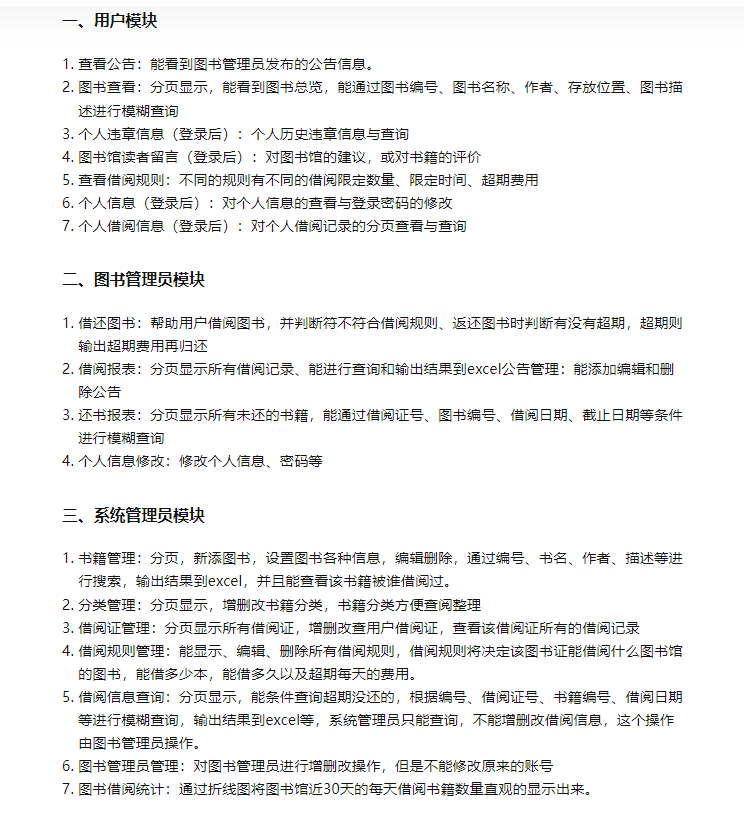 一、用户模块
1. 查看公告：能看到图书管理员发布的公告信息。
2. 图书查看：分页显示，能看到图书总览，能通过图书编号、图书名称、作者、存放位置、图书描
述进行模糊查询
3. 个人违章信息（登录后）：个人历史违章信息与查询
4. 图书馆读者留言（登录后）：对图书馆的建议，或对书籍的评价
5. 查看借阅规则：不同的规则有不同的借阅限定数量、限定时间、超期费用
6. 个人信息（登录后）：对个人信息的查看与登录密码的修改
7. 个人借阅信息（登录后）：对个人借阅记录的分页查看与查询
二、图书管理员模块
1. 借还图书：帮助用户借阅图书，并判断符不符合借阅规则、返还图书时判断有没有超期，超期则
输出超期费用再归还
2. 借阅报表：分页显示所有借阅记录、能进行查询和输出结果到excel公告管理：能添加编辑和删
除公告
3. 还书报表：分页显示所有未还的书籍，能通过借阅证号、图书编号、借阅日期、截止日期等条件
进行模糊查询
4. 个人信息修改：修改个人信息、密码等
三、系统管理员模块
1. 书籍管理：分页，新添图书，设置图书各种信息，编辑删除，通过编号、书名、作者、描述等进
行搜索，输出结果到excel，并且能查看该书籍被谁借阅过。
2. 分类管理：分页显示，增删改书籍分类，书籍分类方便查阅整理
3. 借阅证管理：分页显示所有借阅证，增删改查用户借阅证，查看该借阅证所有的借阅记录
4. 借阅规则管理：能显示、编辑、删除所有借阅规则，借阅规则将决定该图书证能借阅什么图书馆
的图书，能借多少本，能借多久以及超期每天的费用。
5. 借阅信息查询：分页显示，能条件查询超期没还的，根据编号、借阅证号、书籍编号、借阅日期
等进行模糊查询，输出结果到excel等，系统管理员只能查询，不能增删改借阅信息，这个操作
由图书管理员操作。
6. 图书管理员管理：对图书管理员进行增删改操作，但是不能修改原来的账号
7. 图书借阅统计：通过折线图将图书馆近30天的每天借阅书籍数量直观的显示出来。